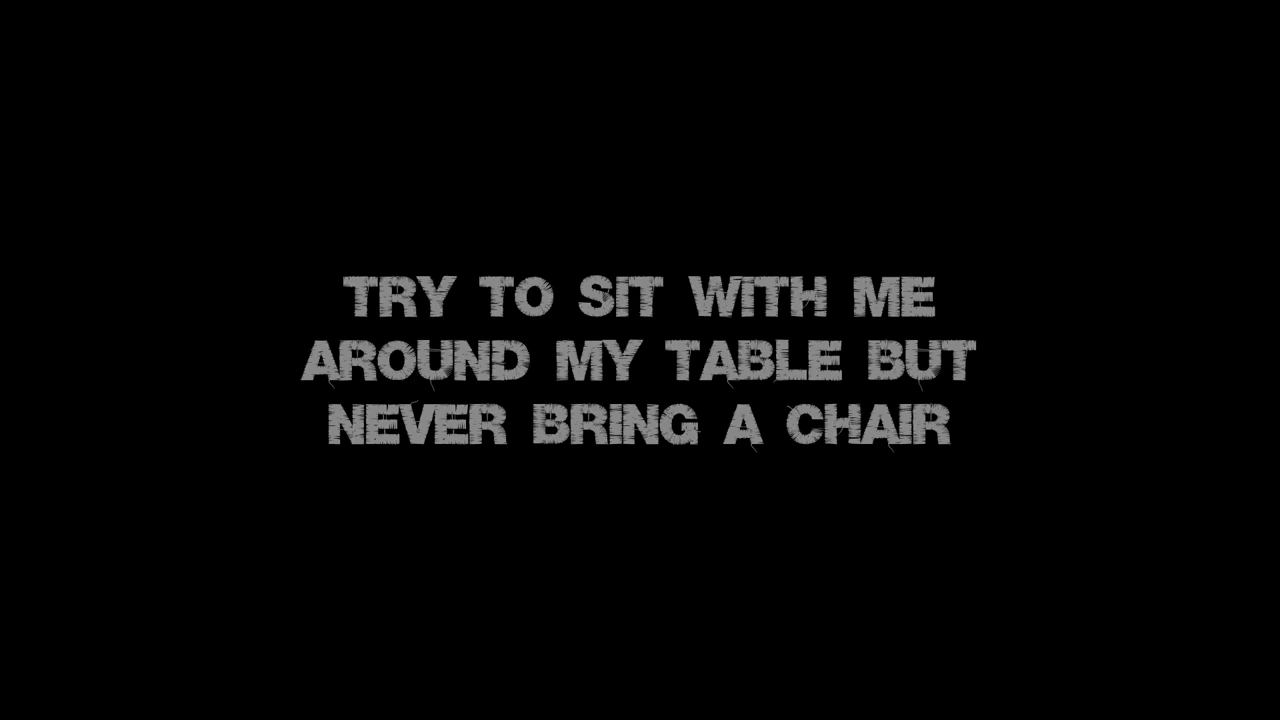 TRY TO SIT WITH ME
AROUND MY TABLE BUT
NEVER BRING A CHAIR